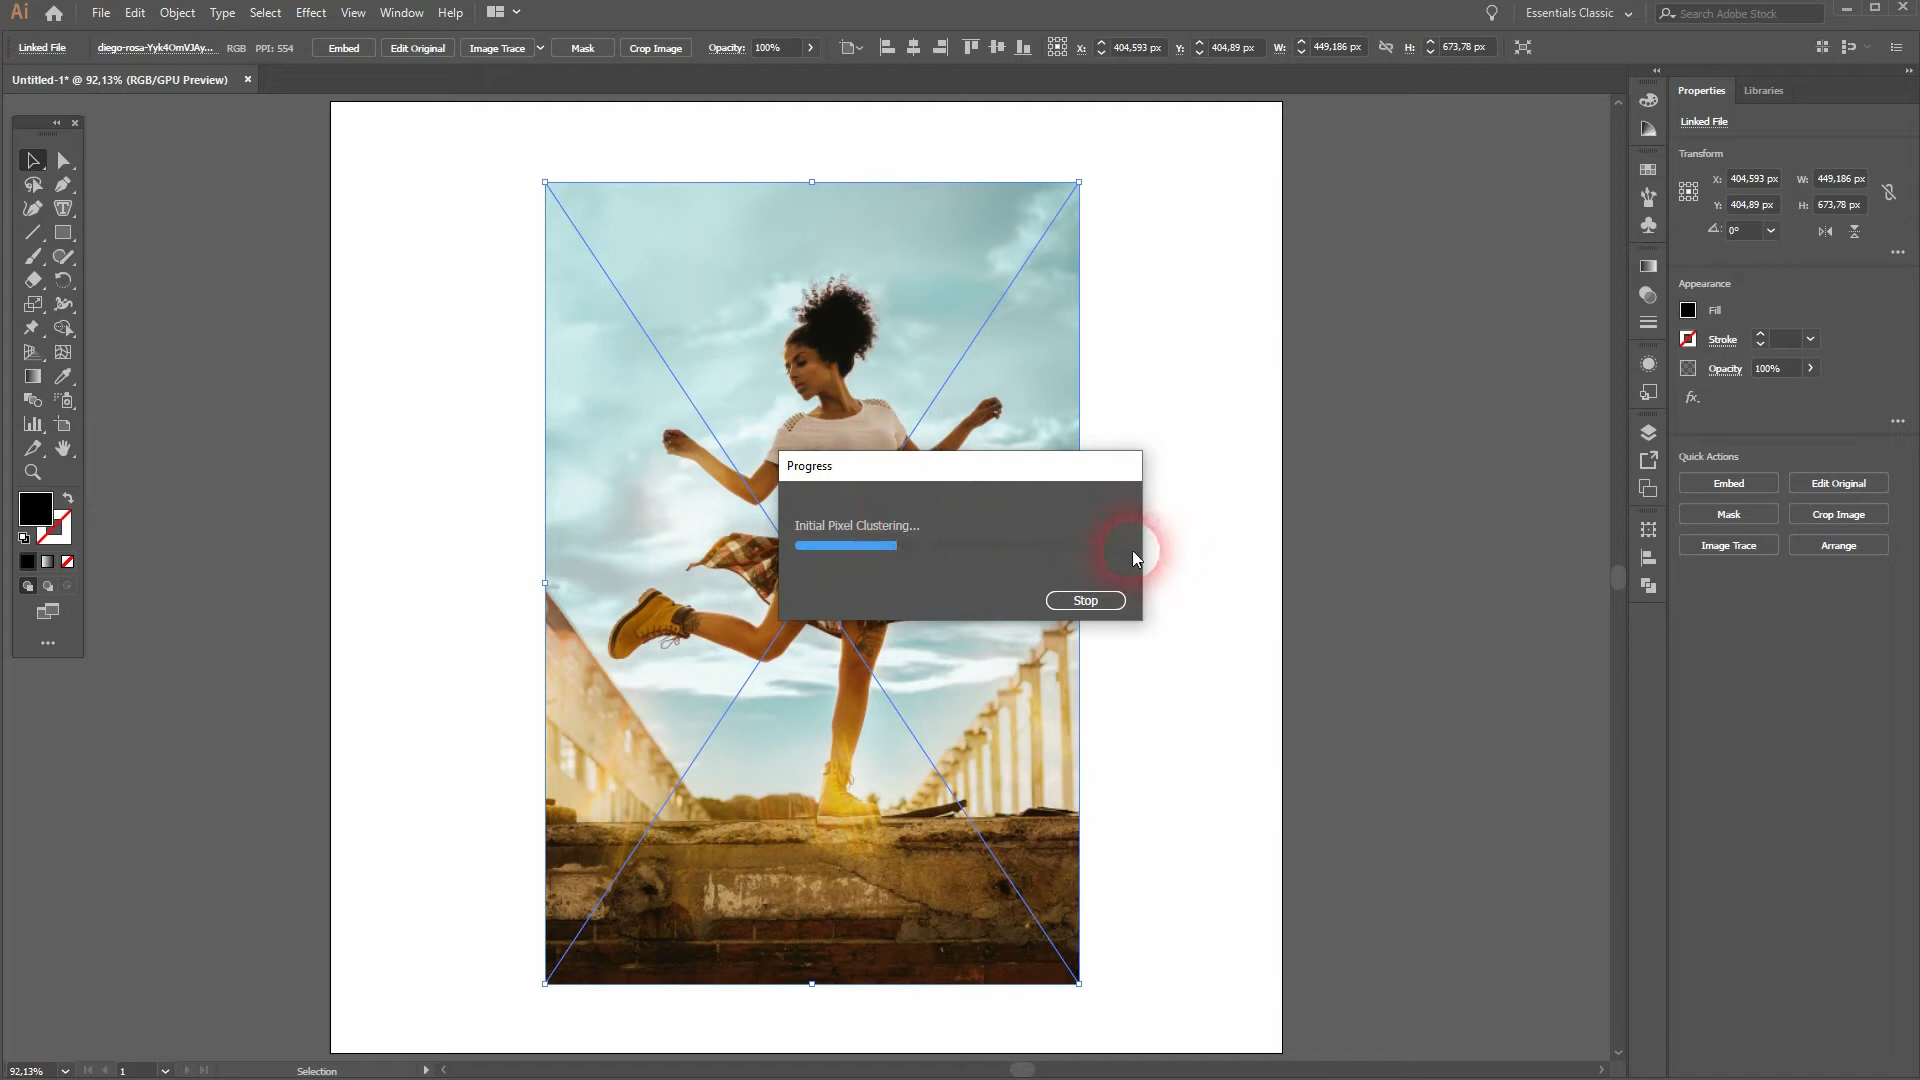 Ai File Edit Object Type Select Effect View Window Help Essentials Classic Search Adobe Stock
Linked File diego-rosa-Yyk4OmVJAy... RGB PPI: 554 Embed Edit Original Image Trace Mask Crop Image Opacity: 100% X: 404,593 px Y: 404,89 px W: 449,186 px H: 673,78 px
Untitled-1* @ 92,13% (RGB/GPU Preview)
Properties Libraries
Linked File
Transform
X: 404,593 px W: 449,186 px
Y: 404,89 px H: 673,78 px
0°
Appearance
Fill
Stroke
Opacity 100%
fx.
Quick Actions
Embed Edit Original
Mask Crop Image
Image Trace Arrange
Progress
Initial Pixel Clustering...
Stop
92,13% 1 Selection